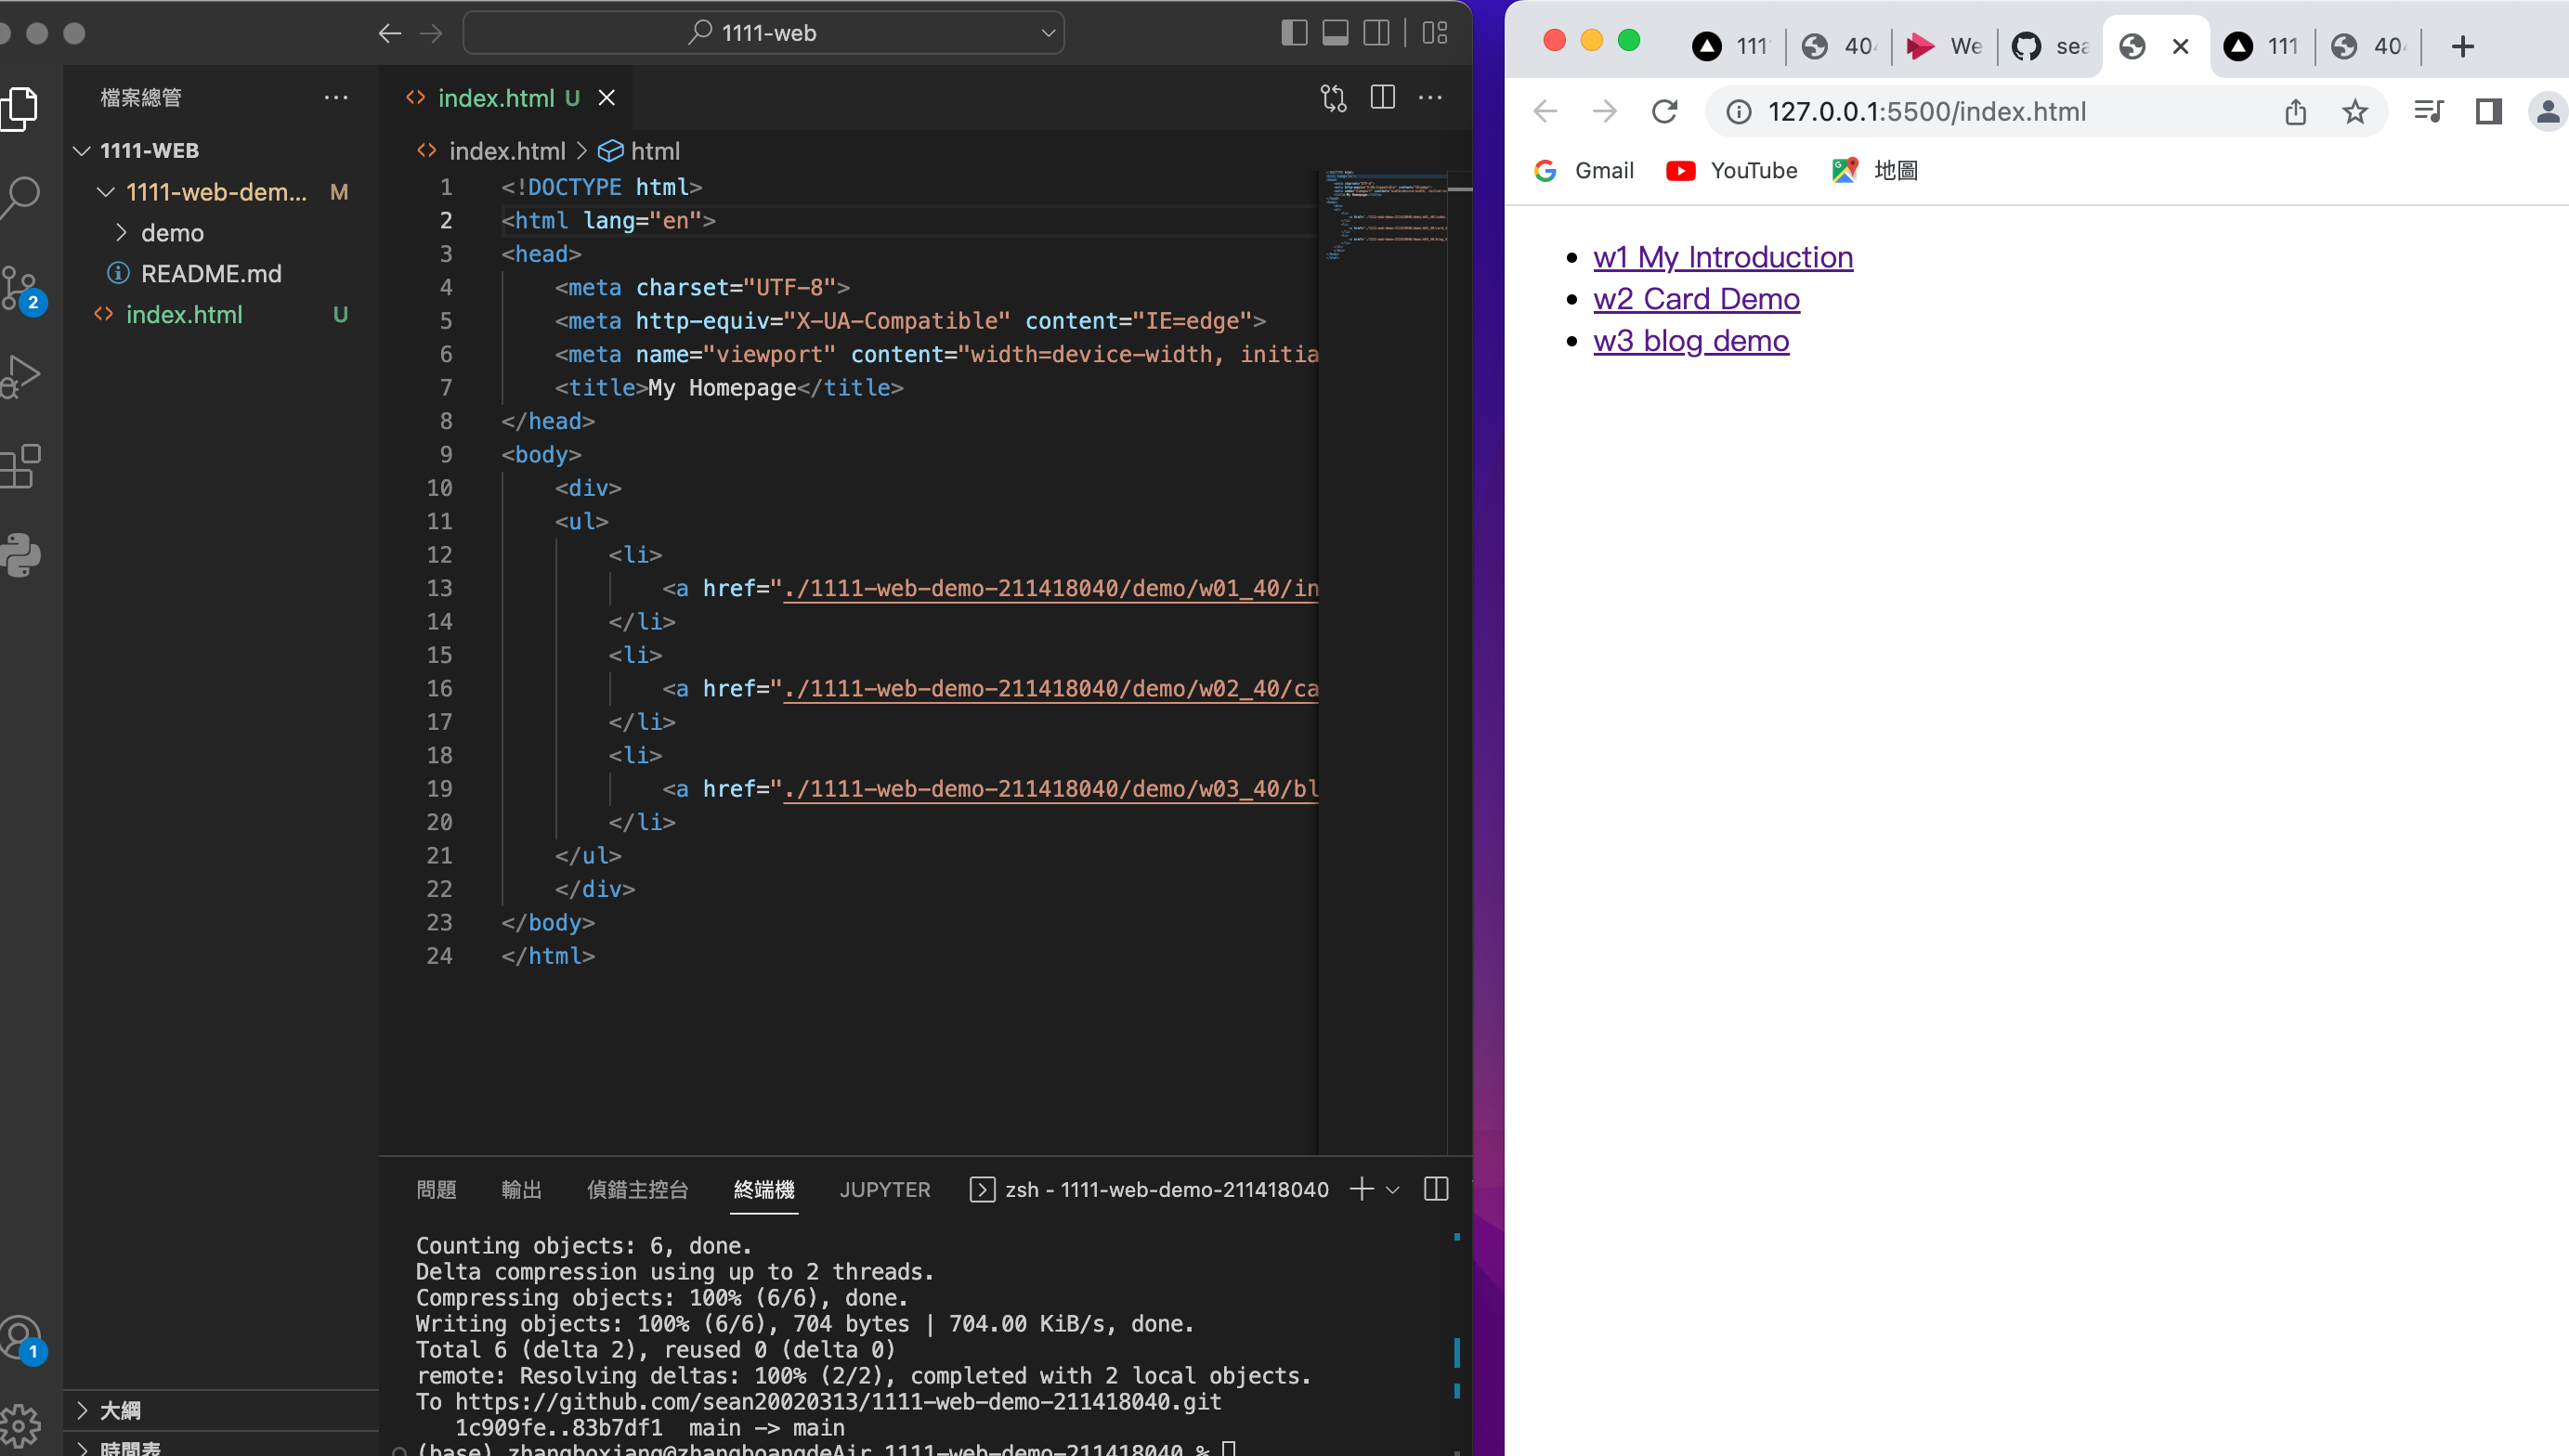 1111-web
檔案總管
1111-WEB
1111-web-dem... M
demo
README.md
index.html U
2
1
大綱
時間表
index.html U
index.html > html
1 <!DOCTYPE html>
2 <html lang="en">
3 <head>
4 <meta charset="UTF-8">
5 <meta http-equiv="X-UA-Compatible" content="IE=edge">
6 <meta name="viewport" content="width=device-width, initia
7 <title>My Homepage</title>
8 </head>
9 <body>
10 <div>
11 <ul>
12 <li>
13 <a href="./1111-web-demo-211418040/demo/w01_40/in
14 </li>
15 <li>
16 <a href="./1111-web-demo-211418040/demo/w02_40/ca
17 </li>
18 <li>
19 <a href="./1111-web-demo-211418040/demo/w03_40/bl
20 </li>
21 </ul>
22 </div>
23 </body>
24 </html>
問題 輸出 偵錯主控台 終端機 JUPYTER zsh - 1111-web-demo-211418040
Counting objects: 6, done.
Delta compression using up to 2 threads.
Compressing objects: 100% (6/6), done.
Writing objects: 100% (6/6), 704 bytes | 704.00 KiB/s, done.
Total 6 (delta 2), reused 0 (delta 0)
remote: Resolving deltas: 100% (2/2), completed with 2 local objects.
To https://github.com/sean20020313/1111-web-demo-211418040.git
1c909fe..83b7df1 main -> main
(base) zhangboxiang@zhangboangdeAir 1111-web-demo-211418040 %
111 40 We sea 111 40
127.0.0.1:5500/index.html
Gmail YouTube 地圖
w1 My Introduction
w2 Card Demo
w3 blog demo